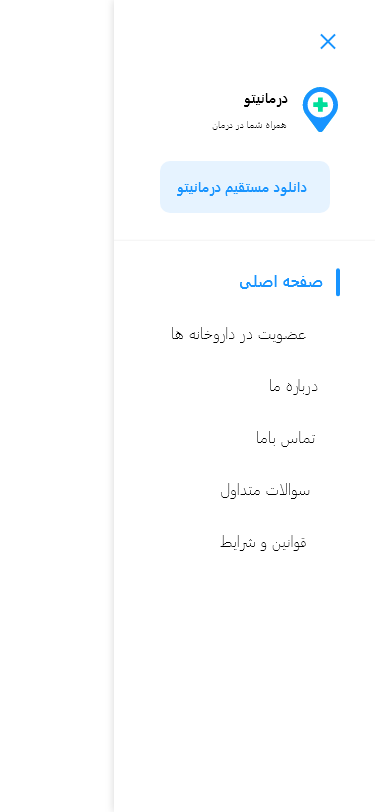 درمانیتو
همراه شما در درمان
دانلود مستقیم درمانیتو
صفحه اصلی
عضویت در داروخانه ها
درباره ما
تماس باما
سوالات متداول
قوانین و شرایط